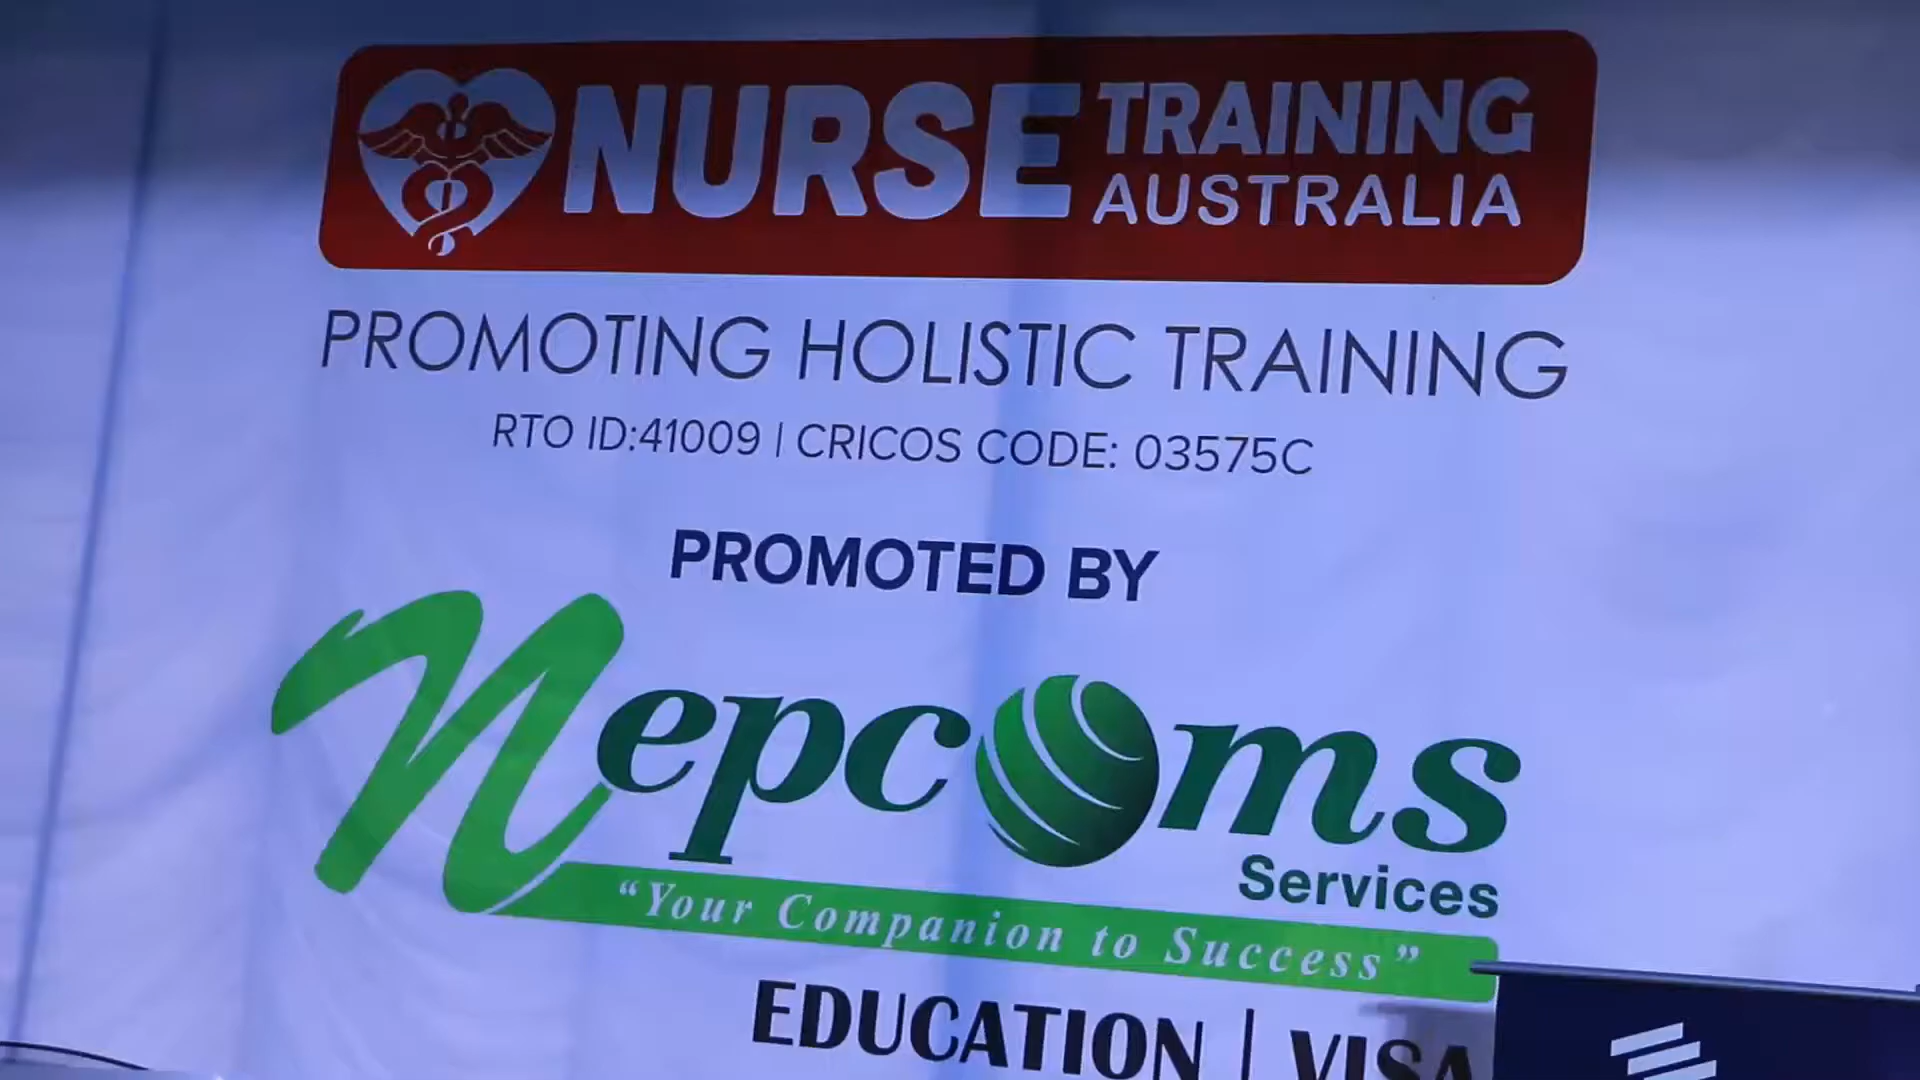 NURSE TRAINING AUSTRALIA
PROMOTING HOLISTIC TRAINING
RTO ID:41009 | CRICOS CODE: 03575C
PROMOTED BY
Nepcoms
Services
“Your Companion to Success”
EDUCATION | VISA